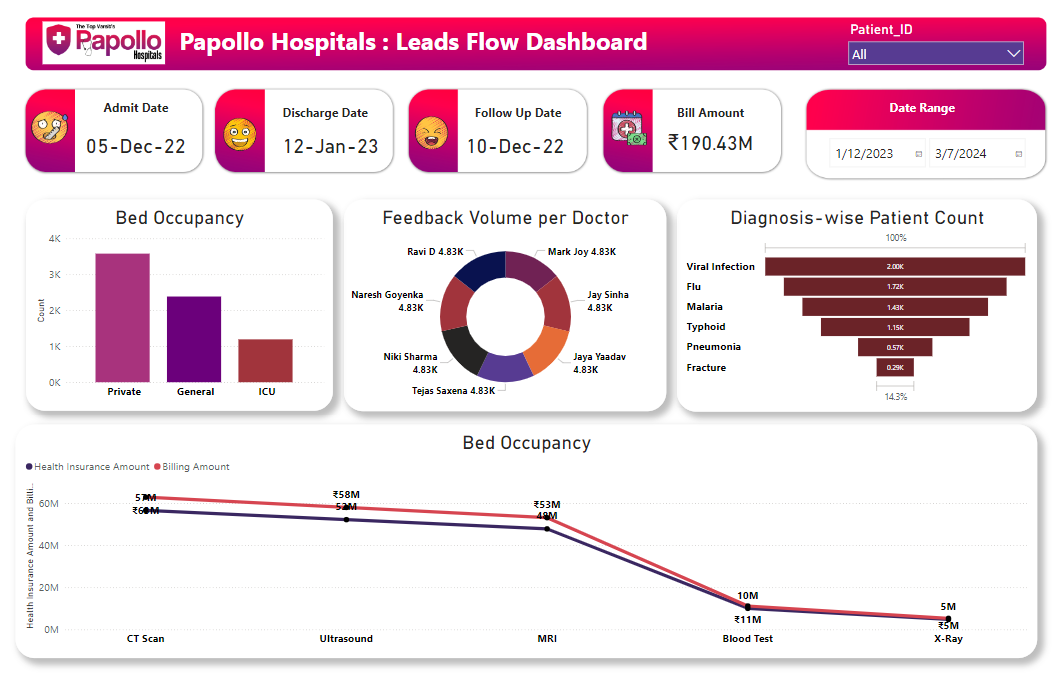 The Top Varsit's
Papollo
Hospitals
Papollo Hospitals : Leads Flow Dashboard
Patient_ID
All
Admit Date
05-Dec-22
Discharge Date
12-Jan-23
Follow Up Date
10-Dec-22
Bill Amount
₹190.43M
Date Range
1/12/2023
3/7/2024
Bed Occupancy
4K
3K
2K
1K
0K
Count
Private
General
ICU
Feedback Volume per Doctor
Ravi D 4.83K
Mark Joy 4.83K
Naresh Goyenka
4.83K
Jay Sinha
4.83K
Niki Sharma
4.83K
Jaya Yaadav
4.83K
Tejas Saxena 4.83K
Diagnosis-wise Patient Count
100%
Viral Infection 2.00K
Flu 1.72K
Malaria 1.43K
Typhoid 1.15K
Pneumonia 0.57K
Fracture 0.29K
14.3%
Bed Occupancy
Health Insurance Amount
Billing Amount
Health Insurance Amount and Billi...
60M
40M
20M
0M
57M
₹58M
52M
₹53M
48M
10M
₹11M
5M
₹5M
CT Scan
Ultrasound
MRI
Blood Test
X-Ray